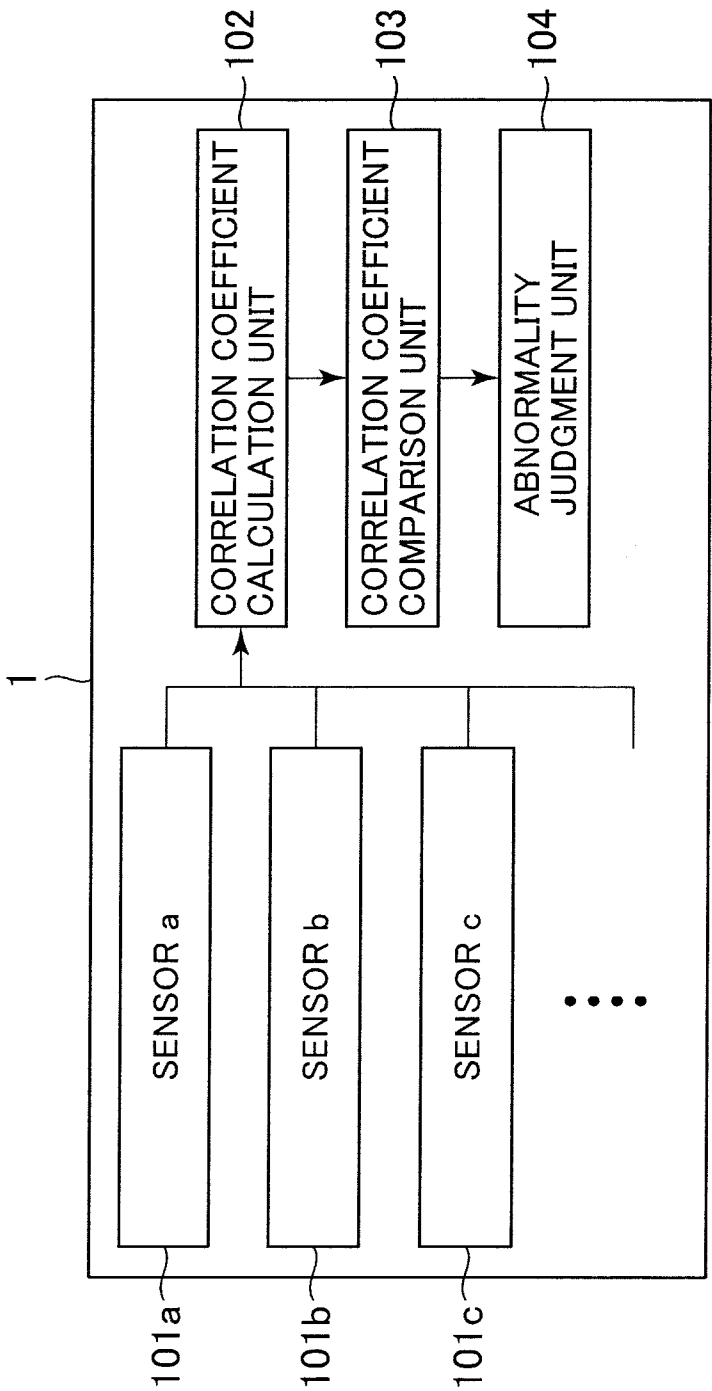 1
101a
SENSOR a
101b
SENSOR b
101c
SENSOR c
CORRELATION COEFFICIENT
CALCULATION UNIT
102
CORRELATION COEFFICIENT
COMPARISON UNIT
103
ABNORMALITY
JUDGMENT UNIT
104